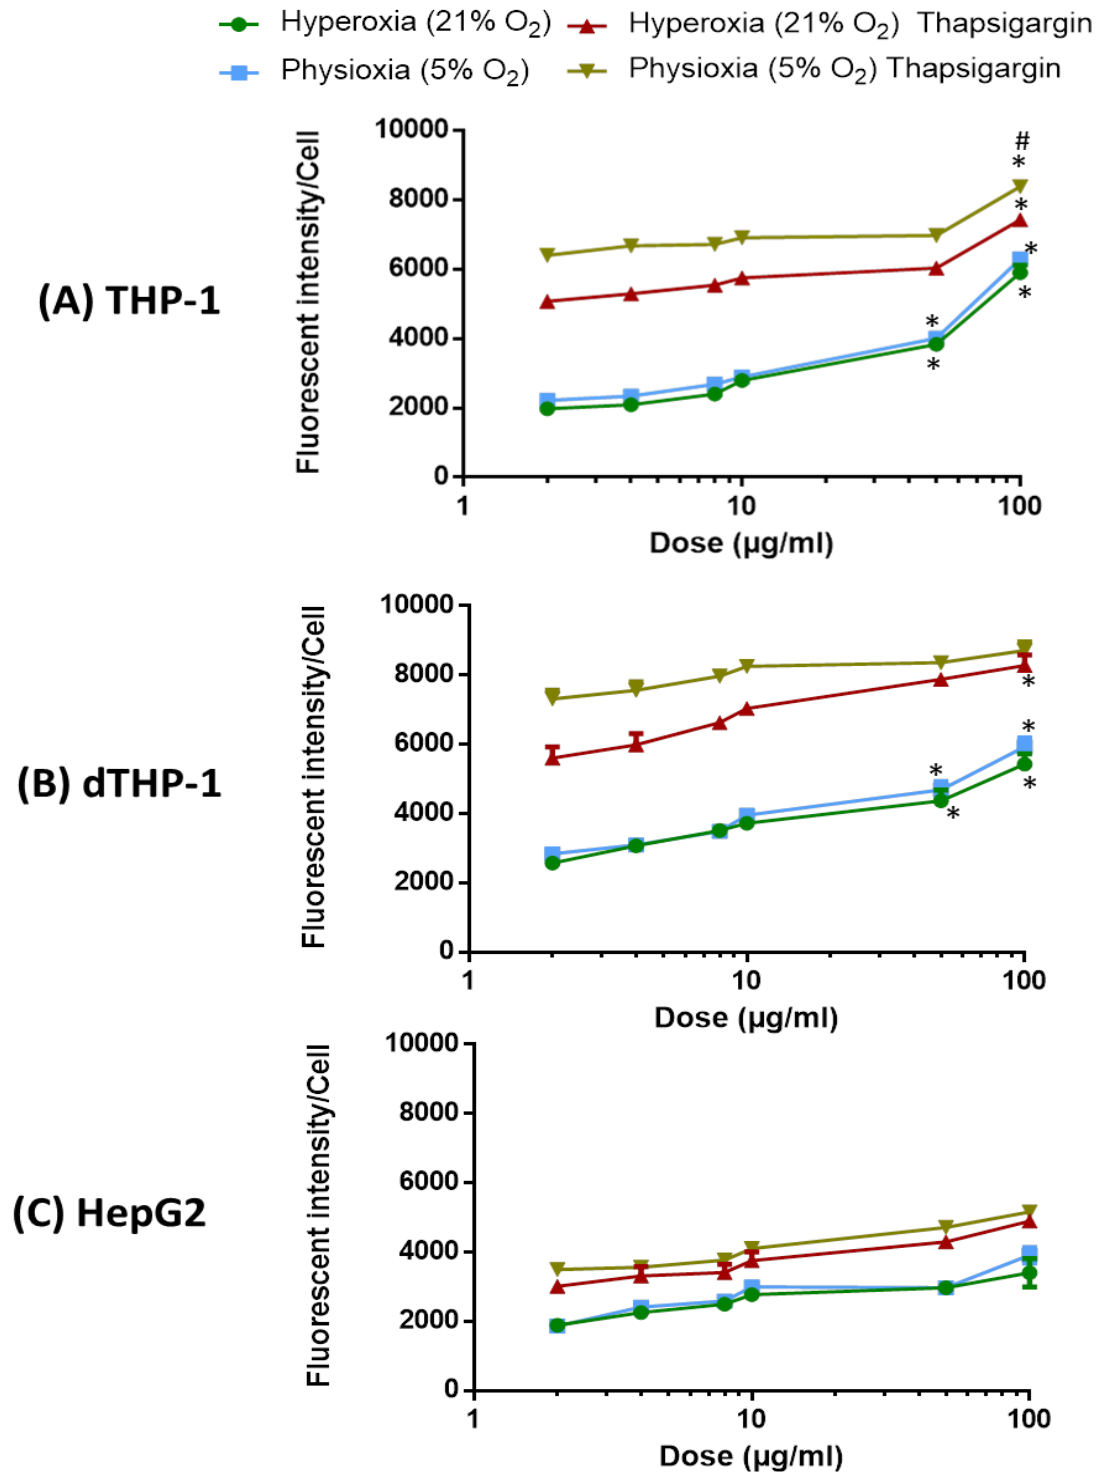 Hyperoxia (21% O₂) Hyperoxia (21% O₂) Thapsigargin
Physioxia (5% O₂) Physioxia (5% O₂) Thapsigargin
(A) THP-1
Fluorescent intensity/Cell
10000
8000
6000
4000
2000
0
#
*
*
*
*
*
*
1 10 100
Dose (µg/ml)
(B) dTHP-1
Fluorescent intensity/Cell
10000
8000
6000
4000
2000
0
*
*
*
*
*
1 10 100
Dose (µg/ml)
(C) HepG2
Fluorescent intensity/Cell
10000
8000
6000
4000
2000
0
1 10 100
Dose (µg/ml)